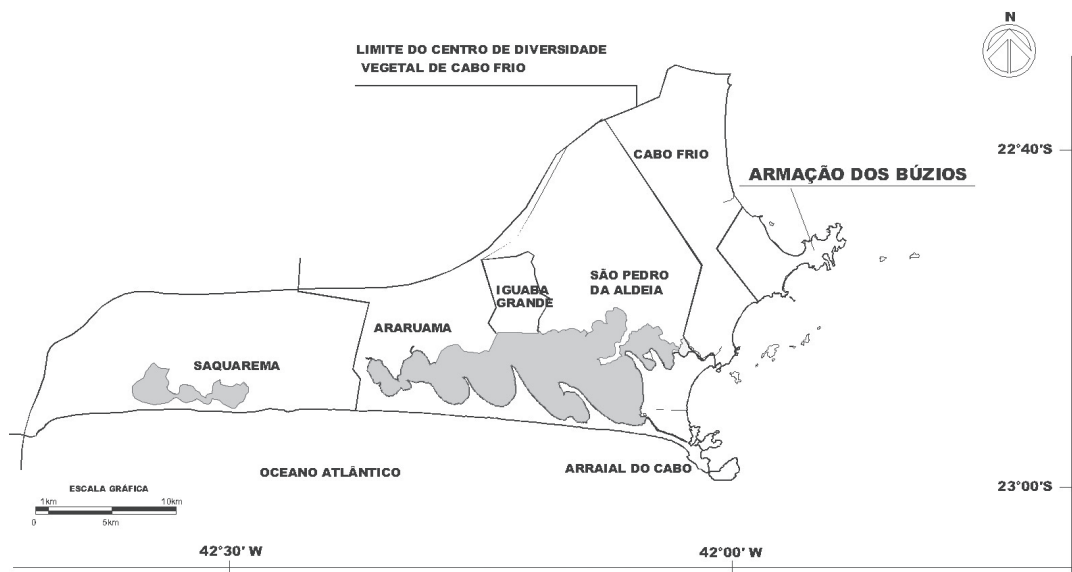 N
LIMITE DO CENTRO DE DIVERSIDADE
VEGETAL DE CABO FRIO
CABO FRIO
22°40'S
ARMAÇÃO DOS BÚZIOS
SÃO PEDRO
DA ALDEIA
IGUABA
GRANDE
ARARUAMA
SAQUAREMA
OCEANO ATLÂNTICO
ARRAIAL DO CABO
23°00'S
ESCALA GRÁFICA
1km 10km
0 5km
42°30' W
42°00' W